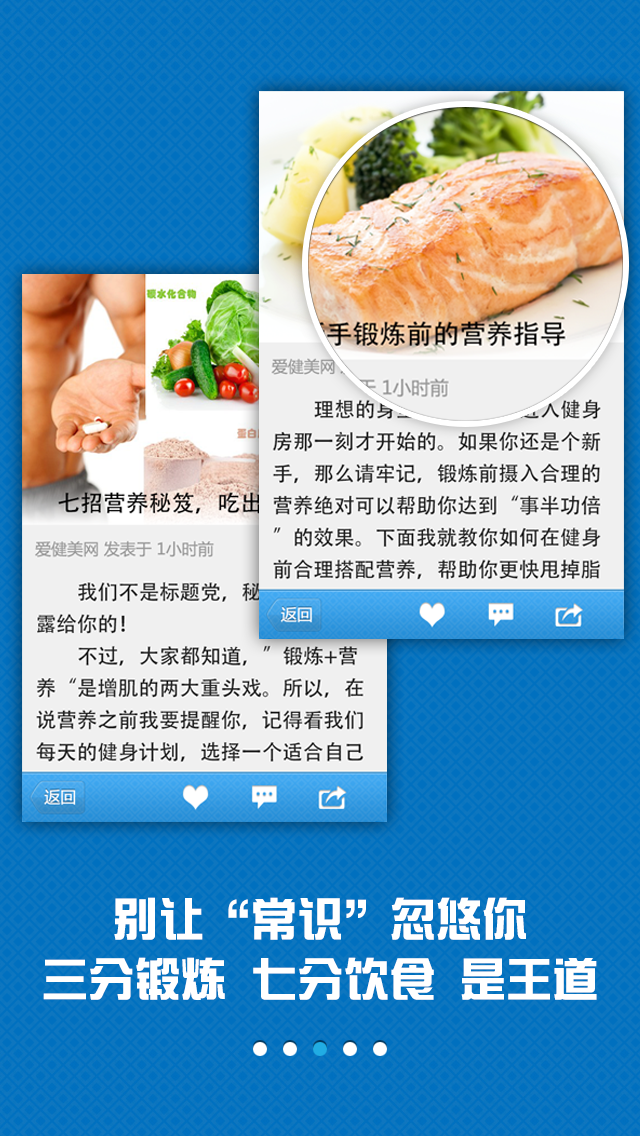 手锻炼前的营养指导
爱健美网
于 1小时前
理想的身
入健身
房那一刻才开始的。如果你还是个新
手，那么请牢记，锻炼前摄入合理的
营养绝对可以帮助你达到“事半功倍
”的效果。下面我就教你如何在健身
前合理搭配营养，帮助你更快甩掉脂
返回
碳水化合物
蛋白
七招营养秘笈，吃出
爱健美网 发表于 1小时前
我们不是标题党，秘
露给你的！
不过，大家都知道，”锻炼+营
养“是增肌的两大重头戏。所以，在
说营养之前我要提醒你，记得看我们
每天的健身计划，选择一个适合自己
返回
别让“常识”忽悠你
三分锻炼 七分饮食 是王道